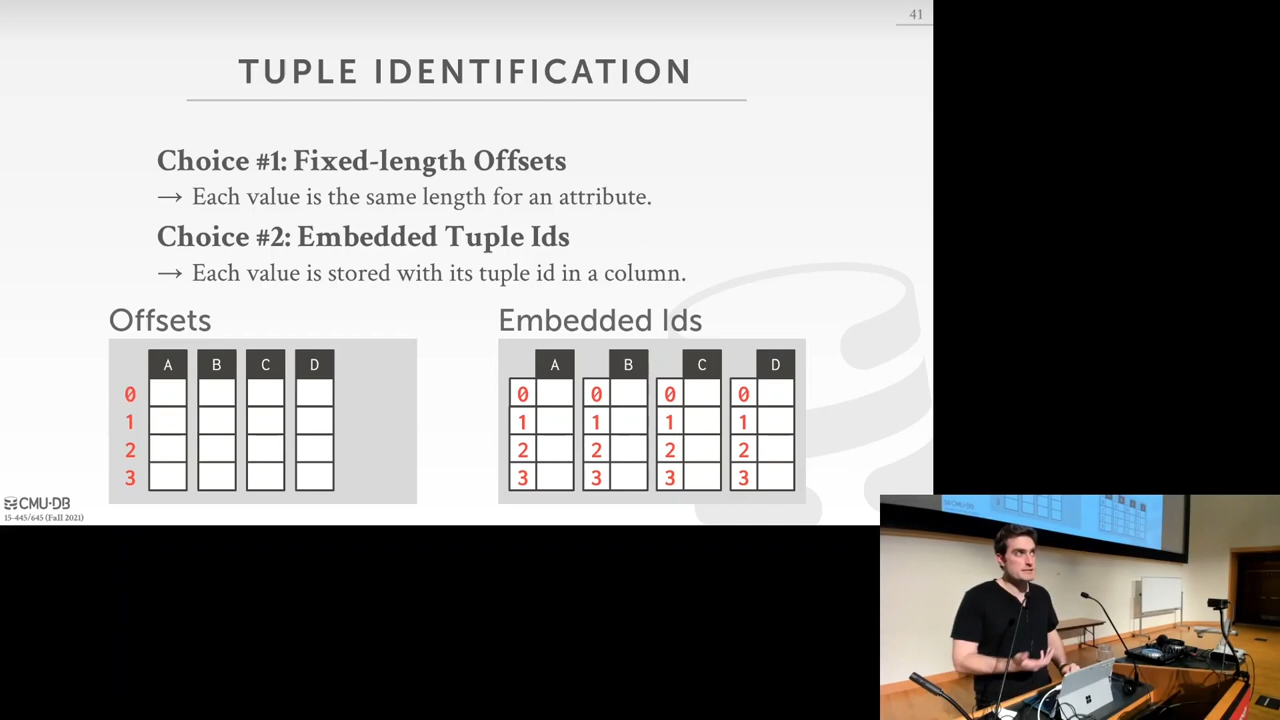 41
TUPLE IDENTIFICATION
Choice #1: Fixed-length Offsets
→ Each value is the same length for an attribute.
Choice #2: Embedded Tuple Ids
→ Each value is stored with its tuple id in a column.
Offsets
A B C D
0
1
2
3
Embedded Ids
A B C D
0 0 0 0
1 1 1 1
2 2 2 2
3 3 3 3
CMU·DB
15-445/645 (Fall 2021)